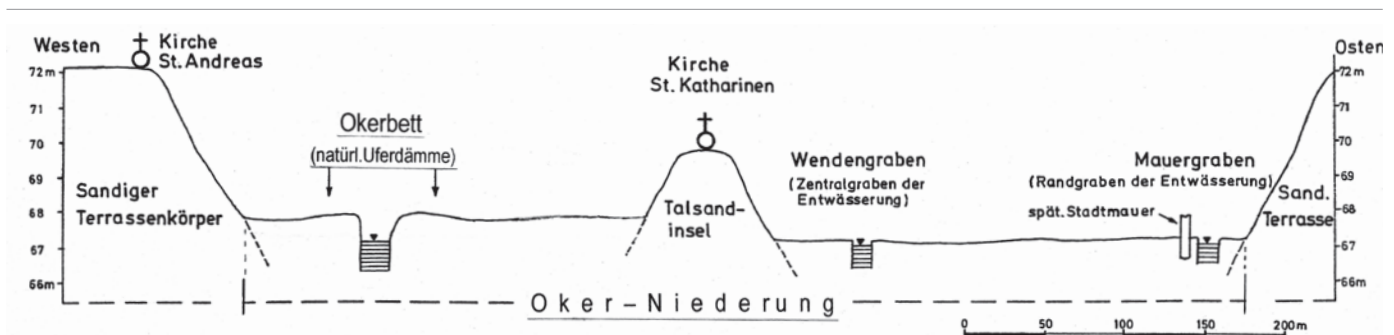 Westen
Kirche
St. Andreas
72m
71
70
69
68
67
66m
Sandiger
Terrassenkörper
Okerbett
(natürl. Uferdämme)
Kirche
St. Katharinen
Talsand-
insel
Wendengraben
(Zentralgraben der
Entwässerung)
Mauergraben
(Randgraben der Entwässerung)
spät. Stadtmauer
Sand.
Terrasse
Osten
72m
71
70
69
68
67
66m
Oker-Niederung
0 50 100 150 200m